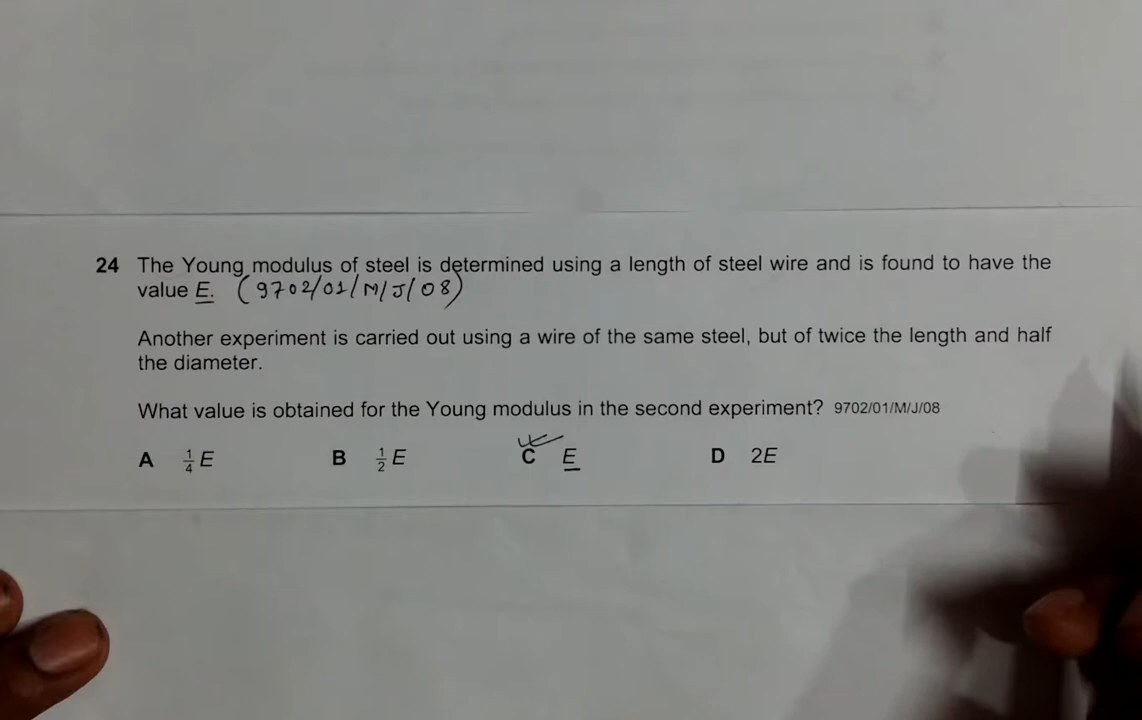 24 The Young modulus of steel is determined using a length of steel wire and is found to have the
value E. (9702/01/M/J/08)
Another experiment is carried out using a wire of the same steel, but of twice the length and half
the diameter.
What value is obtained for the Young modulus in the second experiment? 9702/01/M/J/08
A 1/4 E B 1/2 E C E D 2E